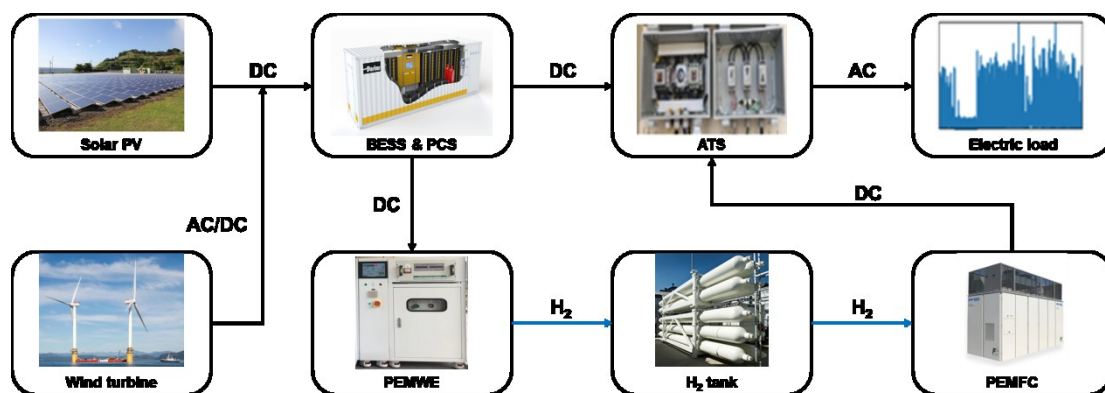 DC
DC
AC
Solar PV
BESS & PCS
ATS
Electric load
DC
DC
AC/DC
H₂
H₂
Wind turbine
PEMWE
H₂ tank
PEMFC